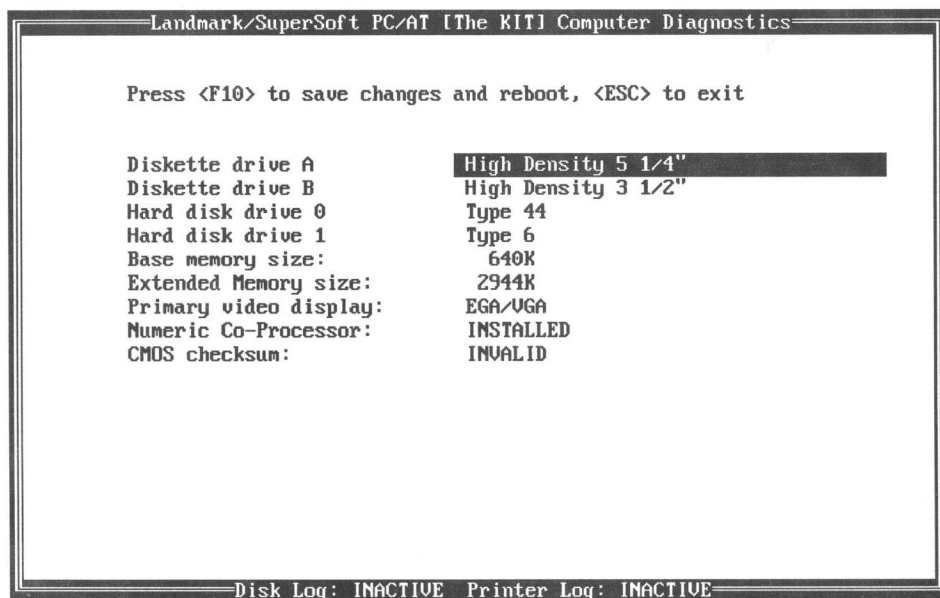 Landmark/SuperSoft PC/AT [The KIT] Computer Diagnostics
Press <F10> to save changes and reboot, <ESC> to exit
Diskette drive A High Density 5 1/4"
Diskette drive B High Density 3 1/2"
Hard disk drive 0 Type 44
Hard disk drive 1 Type 6
Base memory size: 640K
Extended Memory size: 2944K
Primary video display: EGA/VGA
Numeric Co-Processor: INSTALLED
CMOS checksum: INVALID
Disk Log: INACTIVE Printer Log: INACTIVE